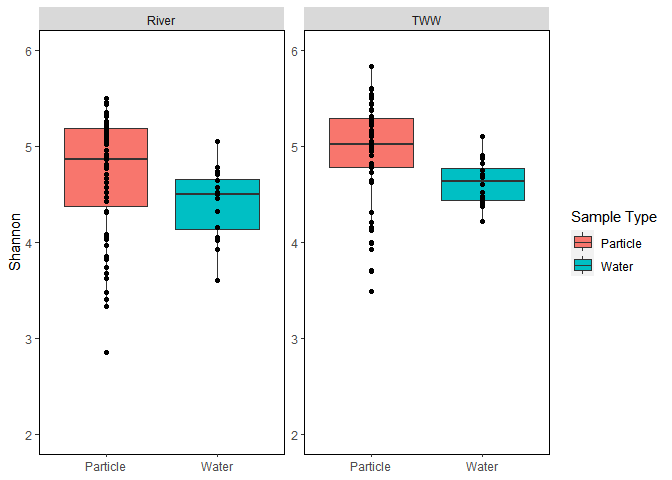 River
TWW
6
5
4
3
2
6
5
4
3
2
Shannon
Particle
Water
Particle
Water
Sample Type
Particle
Water